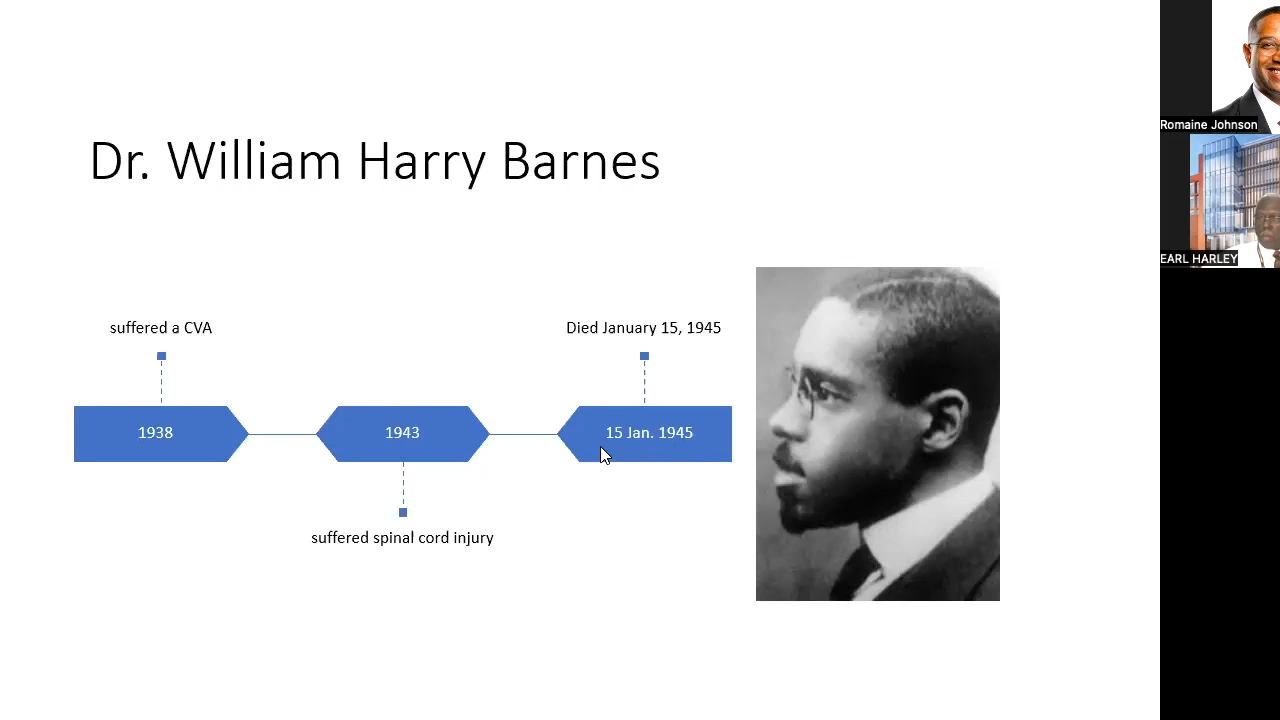 Dr. William Harry Barnes
suffered a CVA
Died January 15, 1945
1938
1943
15 Jan. 1945
suffered spinal cord injury
Romaine Johnson
EARL HARLEY